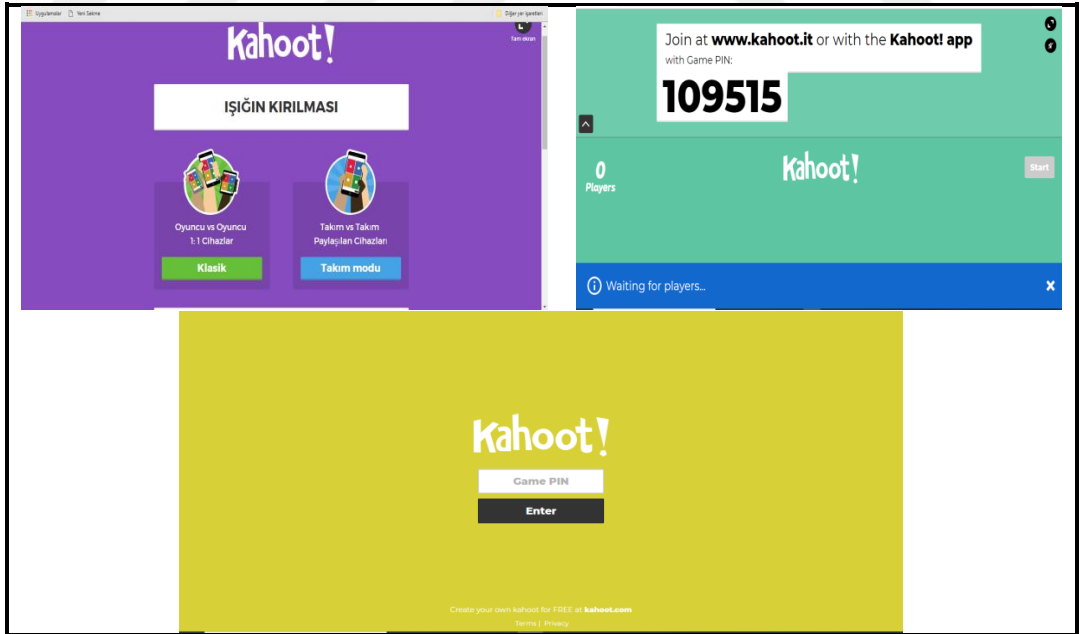 Uygulamalar Yeni Sekme
Diğer yer işaretleri
Kahoot!
Tam ekran
IŞIĞIN KIRILMASI
Oyuncu vs Oyuncu
1:1 Cihazlar
Klasik
Takım vs Takım
Paylaşılan Cihazları
Takım modu
Join at www.kahoot.it or with the Kahoot! app
with Game PIN:
109515
0
Players
Kahoot!
Start
Waiting for players...
Kahoot!
Game PIN
Enter
Create your own kahoot for FREE at kahoot.com
Terms | Privacy